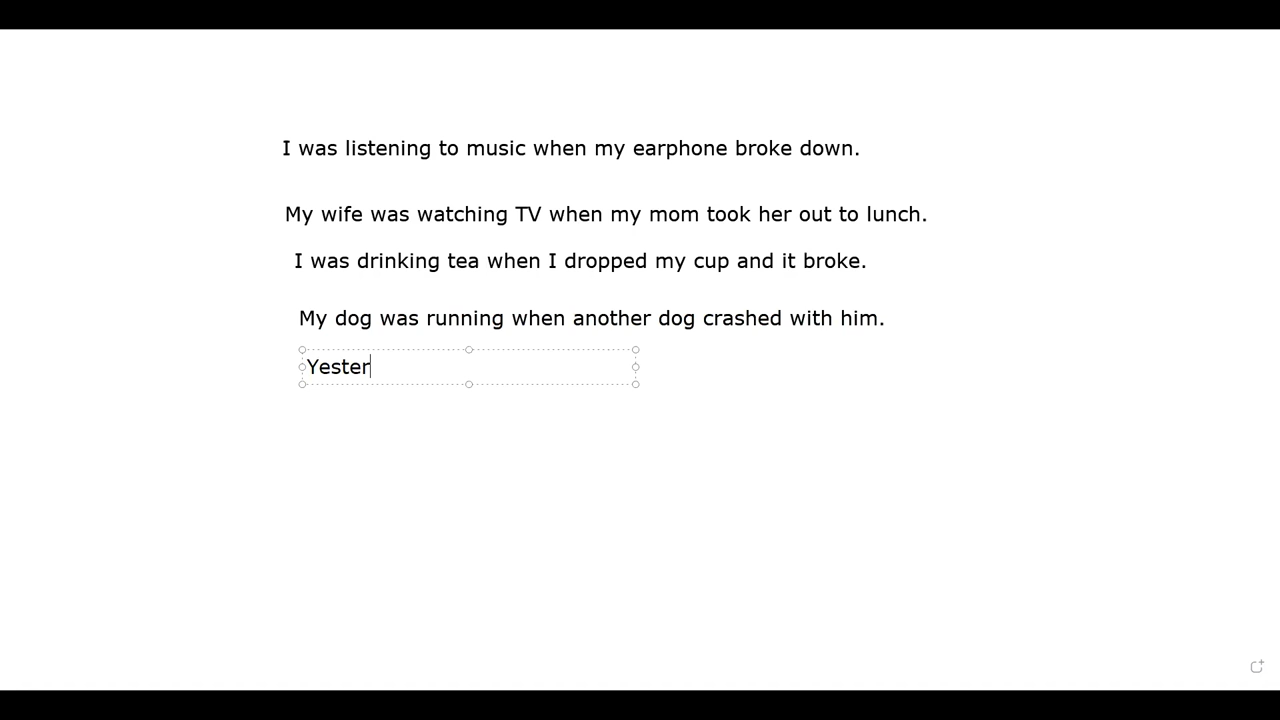 I was listening to music when my earphone broke down.
My wife was watching TV when my mom took her out to lunch.
I was drinking tea when I dropped my cup and it broke.
My dog was running when another dog crashed with him.
Yester